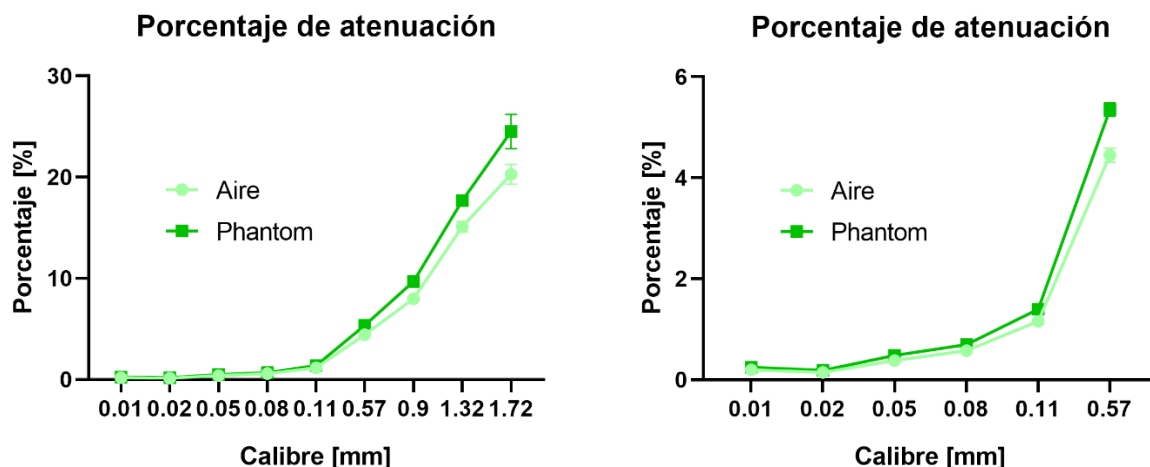 Porcentaje de atenuación
Porcentaje [%]
30
20
10
0
Aire
Phantom
0.01 0.02 0.05 0.08 0.11 0.57 0.9 1.32 1.72
Calibre [mm]
Porcentaje de atenuación
Porcentaje [%]
6
4
2
0
Aire
Phantom
0.01 0.02 0.05 0.08 0.11 0.57
Calibre [mm]